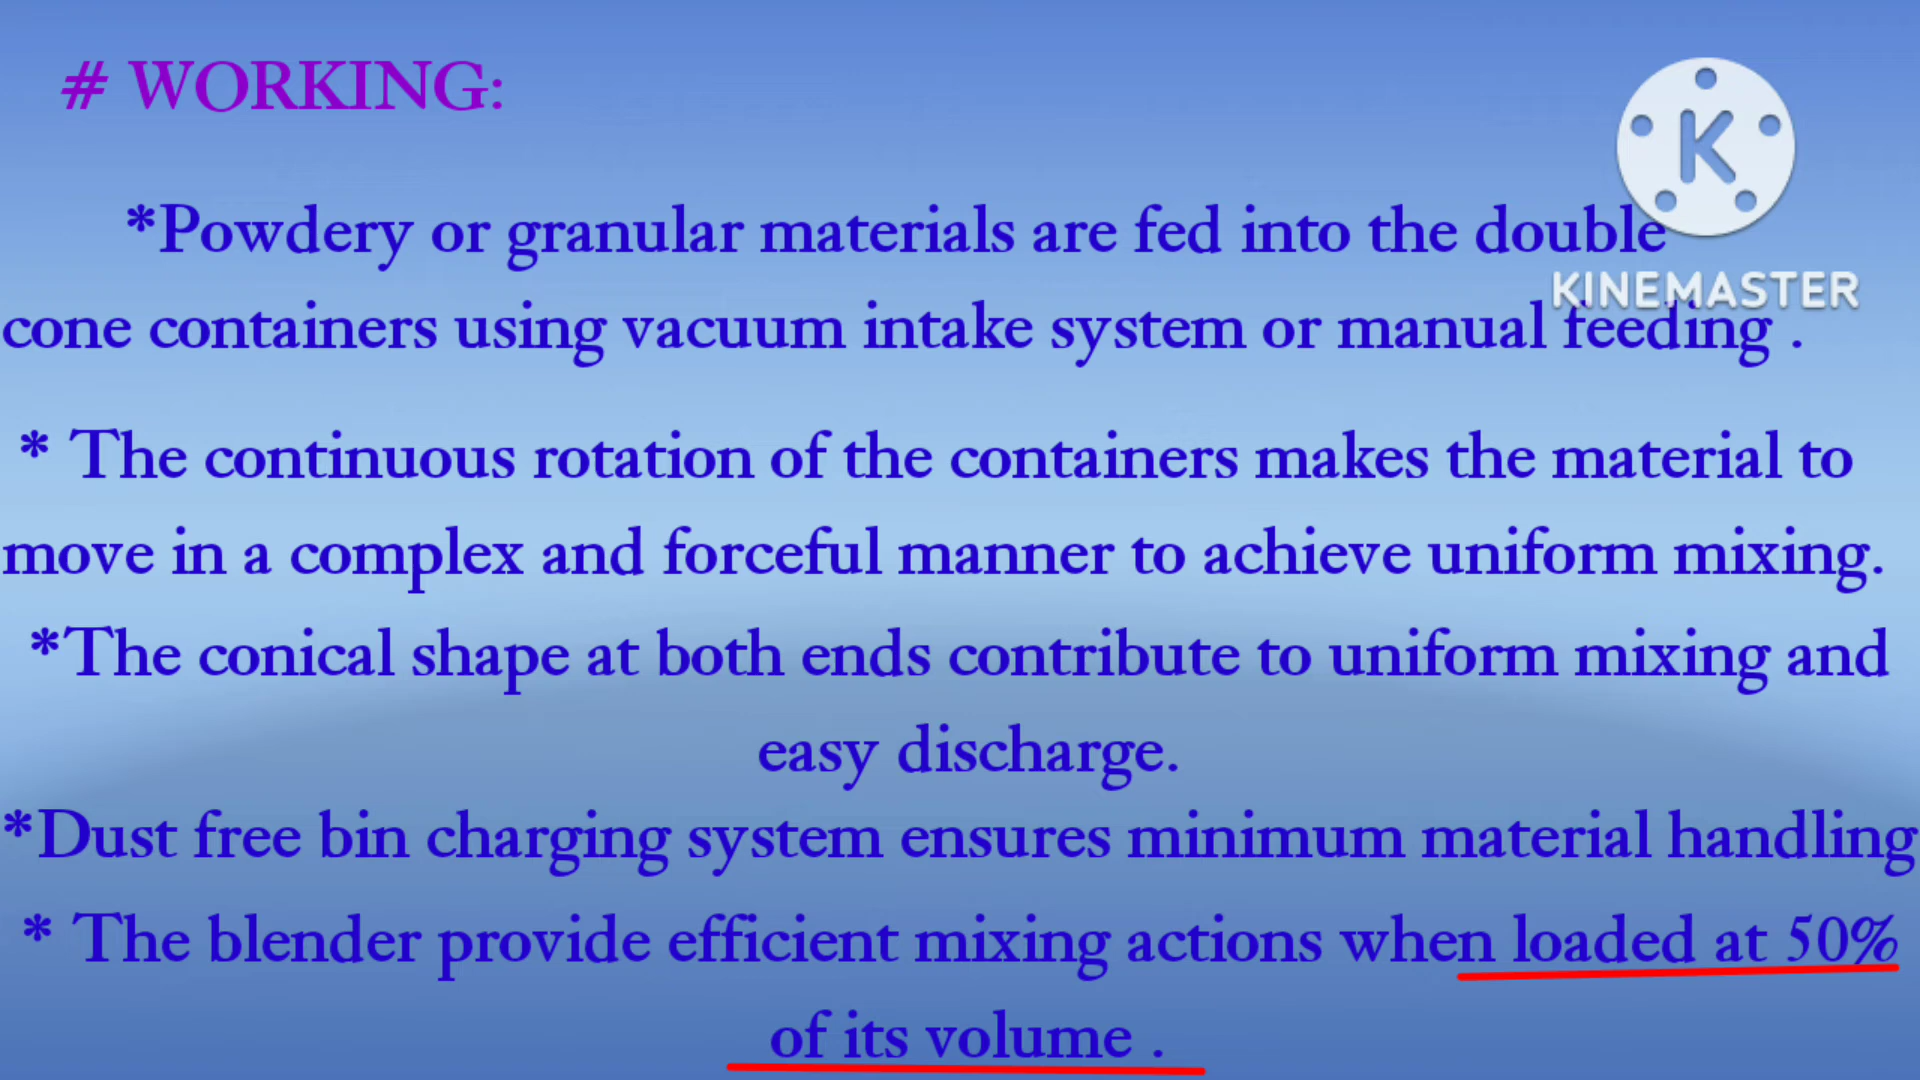 # WORKING:
*Powdery or granular materials are fed into the double
cone containers using vacuum intake system or manual feeding .
* The continuous rotation of the containers makes the material to
move in a complex and forceful manner to achieve uniform mixing.
*The conical shape at both ends contribute to uniform mixing and
easy discharge.
*Dust free bin charging system ensures minimum material handling
* The blender provide efficient mixing actions when loaded at 50%
of its volume .
K
KINEMASTER